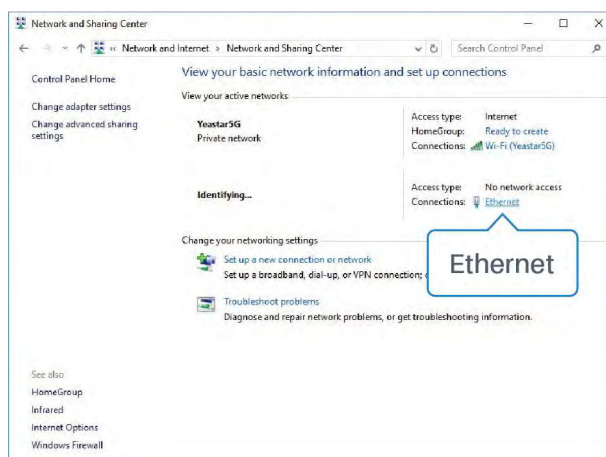 Network and Sharing Center
« Network and Internet > Network and Sharing Center
Search Control Panel
Control Panel Home
Change adapter settings
Change advanced sharing
settings
View your basic network information and set up connections
View your active networks
Yeastar5G
Private network
Access type: Internet
HomeGroup: Ready to create
Connections: Wi-Fi (Yeastar5G)
Identifying...
Access type: No network access
Connections: Ethernet
Change your networking settings
Set up a new connection or network
Set up a broadband, dial-up, or VPN connection;
Ethernet
Troubleshoot problems
Diagnose and repair network problems, or get troubleshooting information.
See also
HomeGroup
Infrared
Internet Options
Windows Firewall